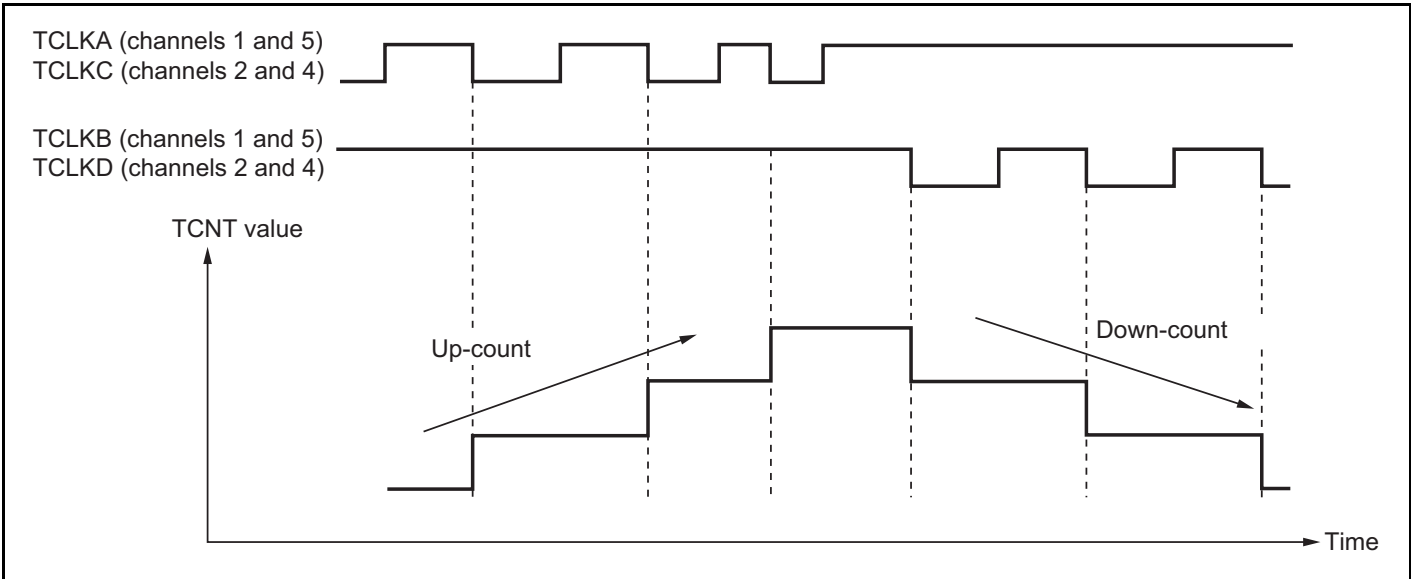 TCLKA (channels 1 and 5)
TCLKC (channels 2 and 4)
TCLKB (channels 1 and 5)
TCLKD (channels 2 and 4)
TCNT value
Up-count
Down-count
Time